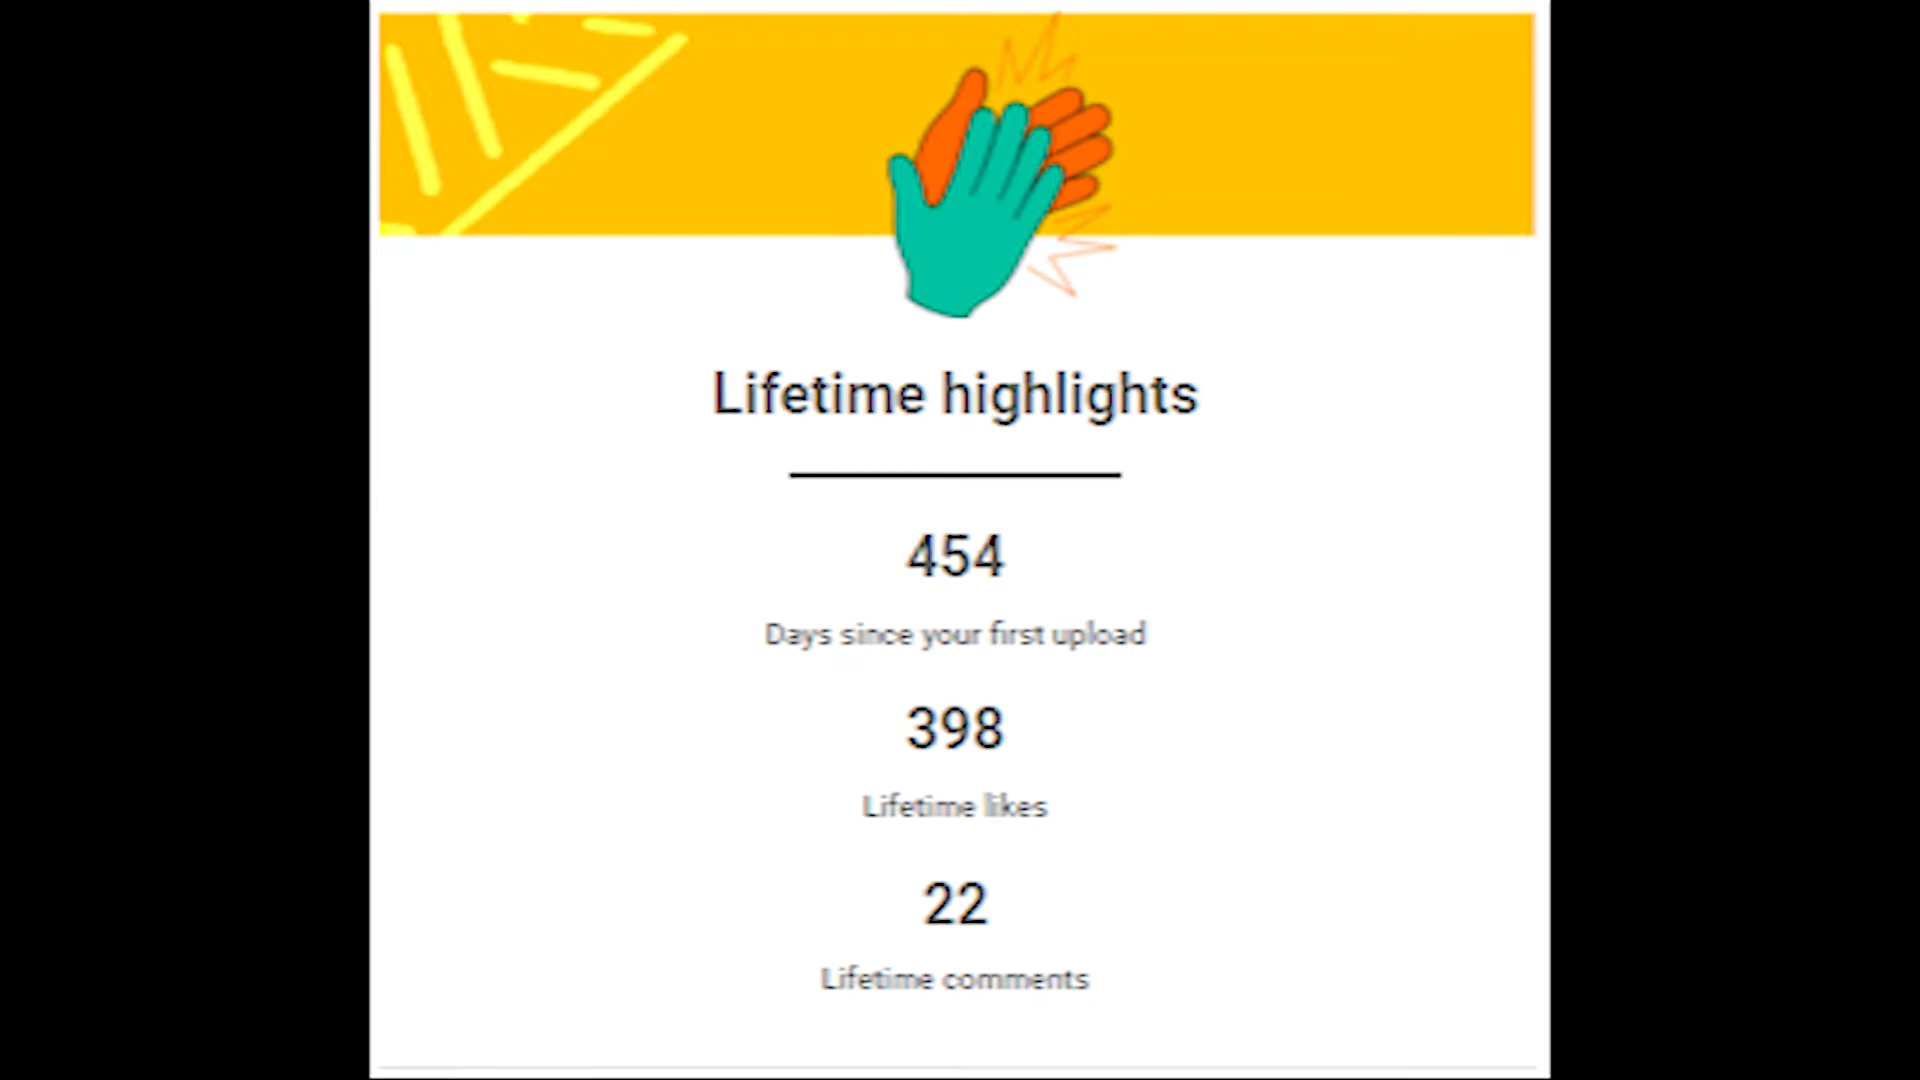 Lifetime highlights
454
Days since your first upload
398
Lifetime likes
22
Lifetime comments